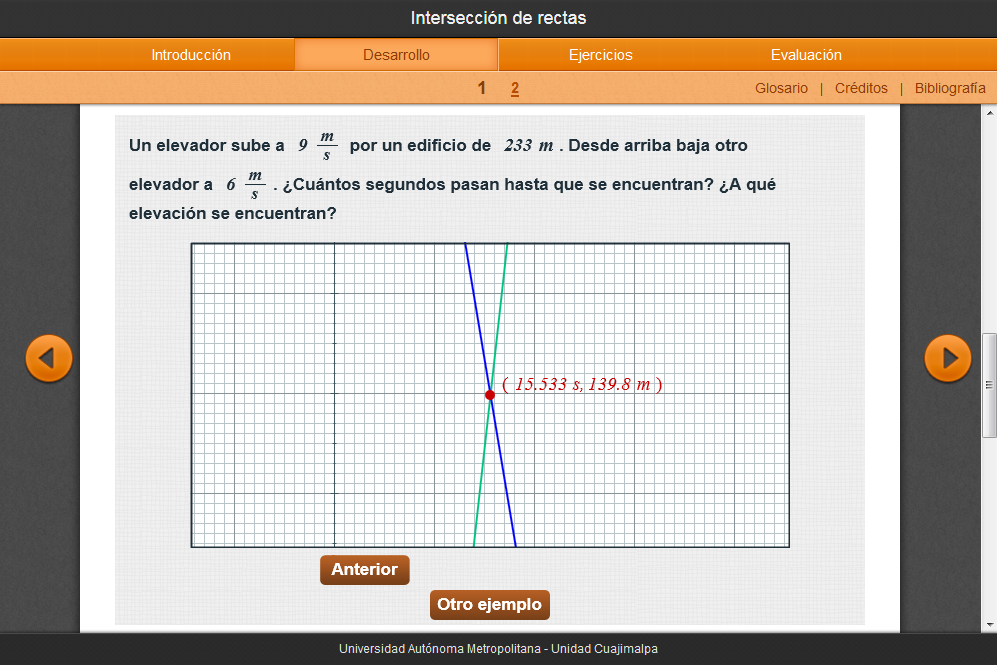 Intersección de rectas
Introducción Desarrollo Ejercicios Evaluación
1 2 Glosario | Créditos | Bibliografía
Un elevador sube a 9 m/s por un edificio de 233 m . Desde arriba baja otro
elevador a 6 m/s . ¿Cuántos segundos pasan hasta que se encuentran? ¿A qué
elevación se encuentran?
( 15.533 s, 139.8 m )
Anterior
Otro ejemplo
Universidad Autónoma Metropolitana - Unidad Cuajimalpa